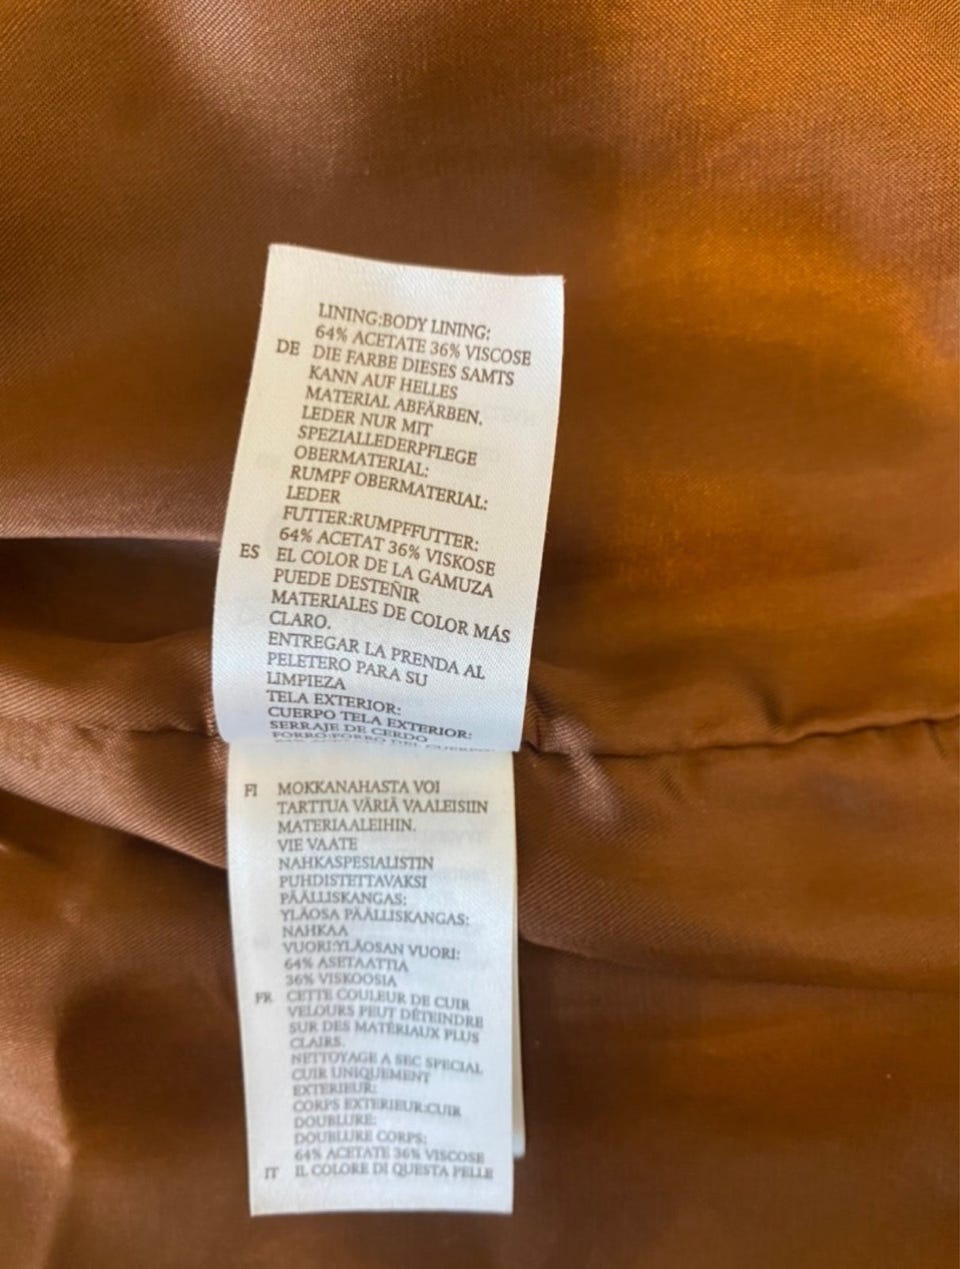 LINING:BODY LINING:
64% ACETATE 36% VISCOSE
DE DIE FARBE DIESES SAMTS
KANN AUF HELLES
MATERIAL ABFÄRBEN.
LEDER NUR MIT
SPEZIALLEDERPFLEGE
OBERMATERIAL:
RUMPF OBERMATERIAL:
LEDER
FUTTER:RUMPFFUTTER:
64% ACETAT 36% VISKOSE
ES EL COLOR DE LA GAMUZA
PUEDE DESTEÑIR
MATERIALES DE COLOR MÁS
CLARO.
ENTREGAR LA PRENDA AL
PELETERO PARA SU
LIMPIEZA
TELA EXTERIOR:
CUERPO TELA EXTERIOR:
SERRAJE DE CERDO
FORRO:FORRO DEL CUERPO:
FI MOKKANAHASTA VOI
TARTTUA VÄRIÄ VAALEISIIN
MATERIAALEIHIN.
VIE VAATE
NAHKASPESIALISTIN
PUHDISTETTAVAKSI
PÄÄLLISKANGAS:
YLÄOSA PÄÄLLISKANGAS:
NAHKAA
VUORI:YLÄOSAN VUORI:
64% ASETAATTIA
36% VISKOOSIA
FR CETTE COULEUR DE CUIR
VELOURS PEUT DÉTEINDRE
SUR DES MATÉRIAUX PLUS
CLAIRS.
NETTOYAGE A SEC SPECIAL
CUIR UNIQUEMENT
EXTERIEUR:
CORPS EXTERIEUR:CUIR
DOUBLURE:
DOUBLURE CORPS:
64% ACETATE 36% VISCOSE
IT IL COLORE DI QUESTA PELLE